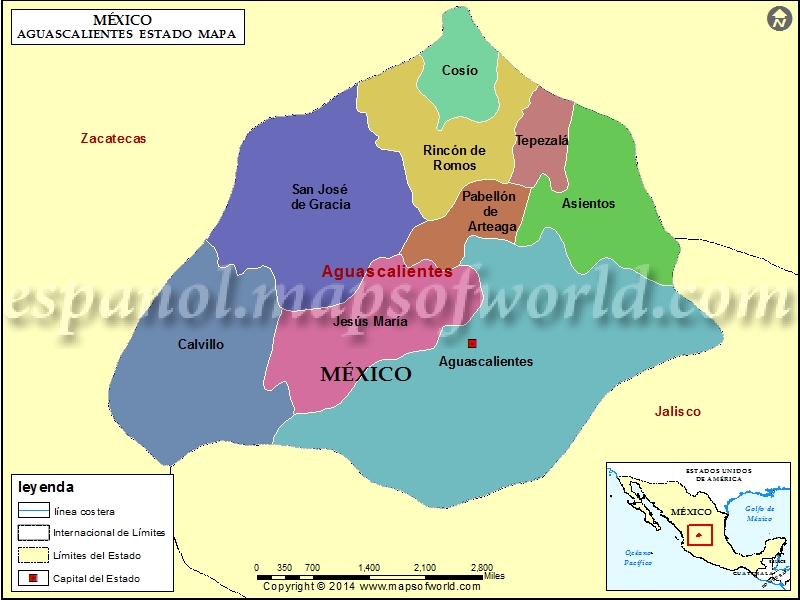 MÉXICO
AGUASCALIENTES ESTADO MAPA
N
Cosío
Zacatecas
Tepezalá
Rincón de
Romos
San José
de Gracia
Pabellón
de
Arteaga
Asientos
Aguascalientes
espanol.mapsofworld.com
Jesús María
Calvillo
Aguascalientes
MÉXICO
Jalisco
leyenda
línea costera
Internacional de Límites
Límites del Estado
Capital del Estado
0 350 700 1,400 2,100 2,800
Miles
Copyright © 2014 www.mapsofworld.com
ESTADOS UNIDOS
DE AMÉRICA
MÉXICO
Golfo de
México
Océano
Pacífico
GUATEMALA